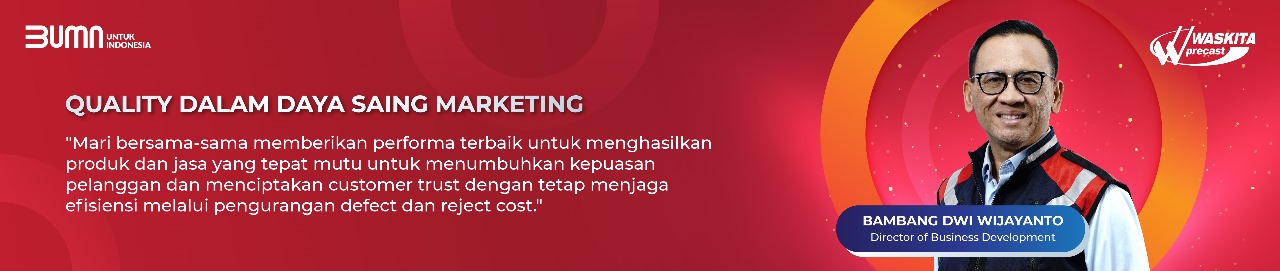 BUMN UNTUK
INDONESIA
WASKITA
precast
QUALITY DALAM DAYA SAING MARKETING
"Mari bersama-sama memberikan performa terbaik untuk menghasilkan
produk dan jasa yang tepat mutu untuk menumbuhkan kepuasan
pelanggan dan menciptakan customer trust dengan tetap menjaga
efisiensi melalui pengurangan defect dan reject cost."
BAMBANG DWI WIJAYANTO
Director of Business Development